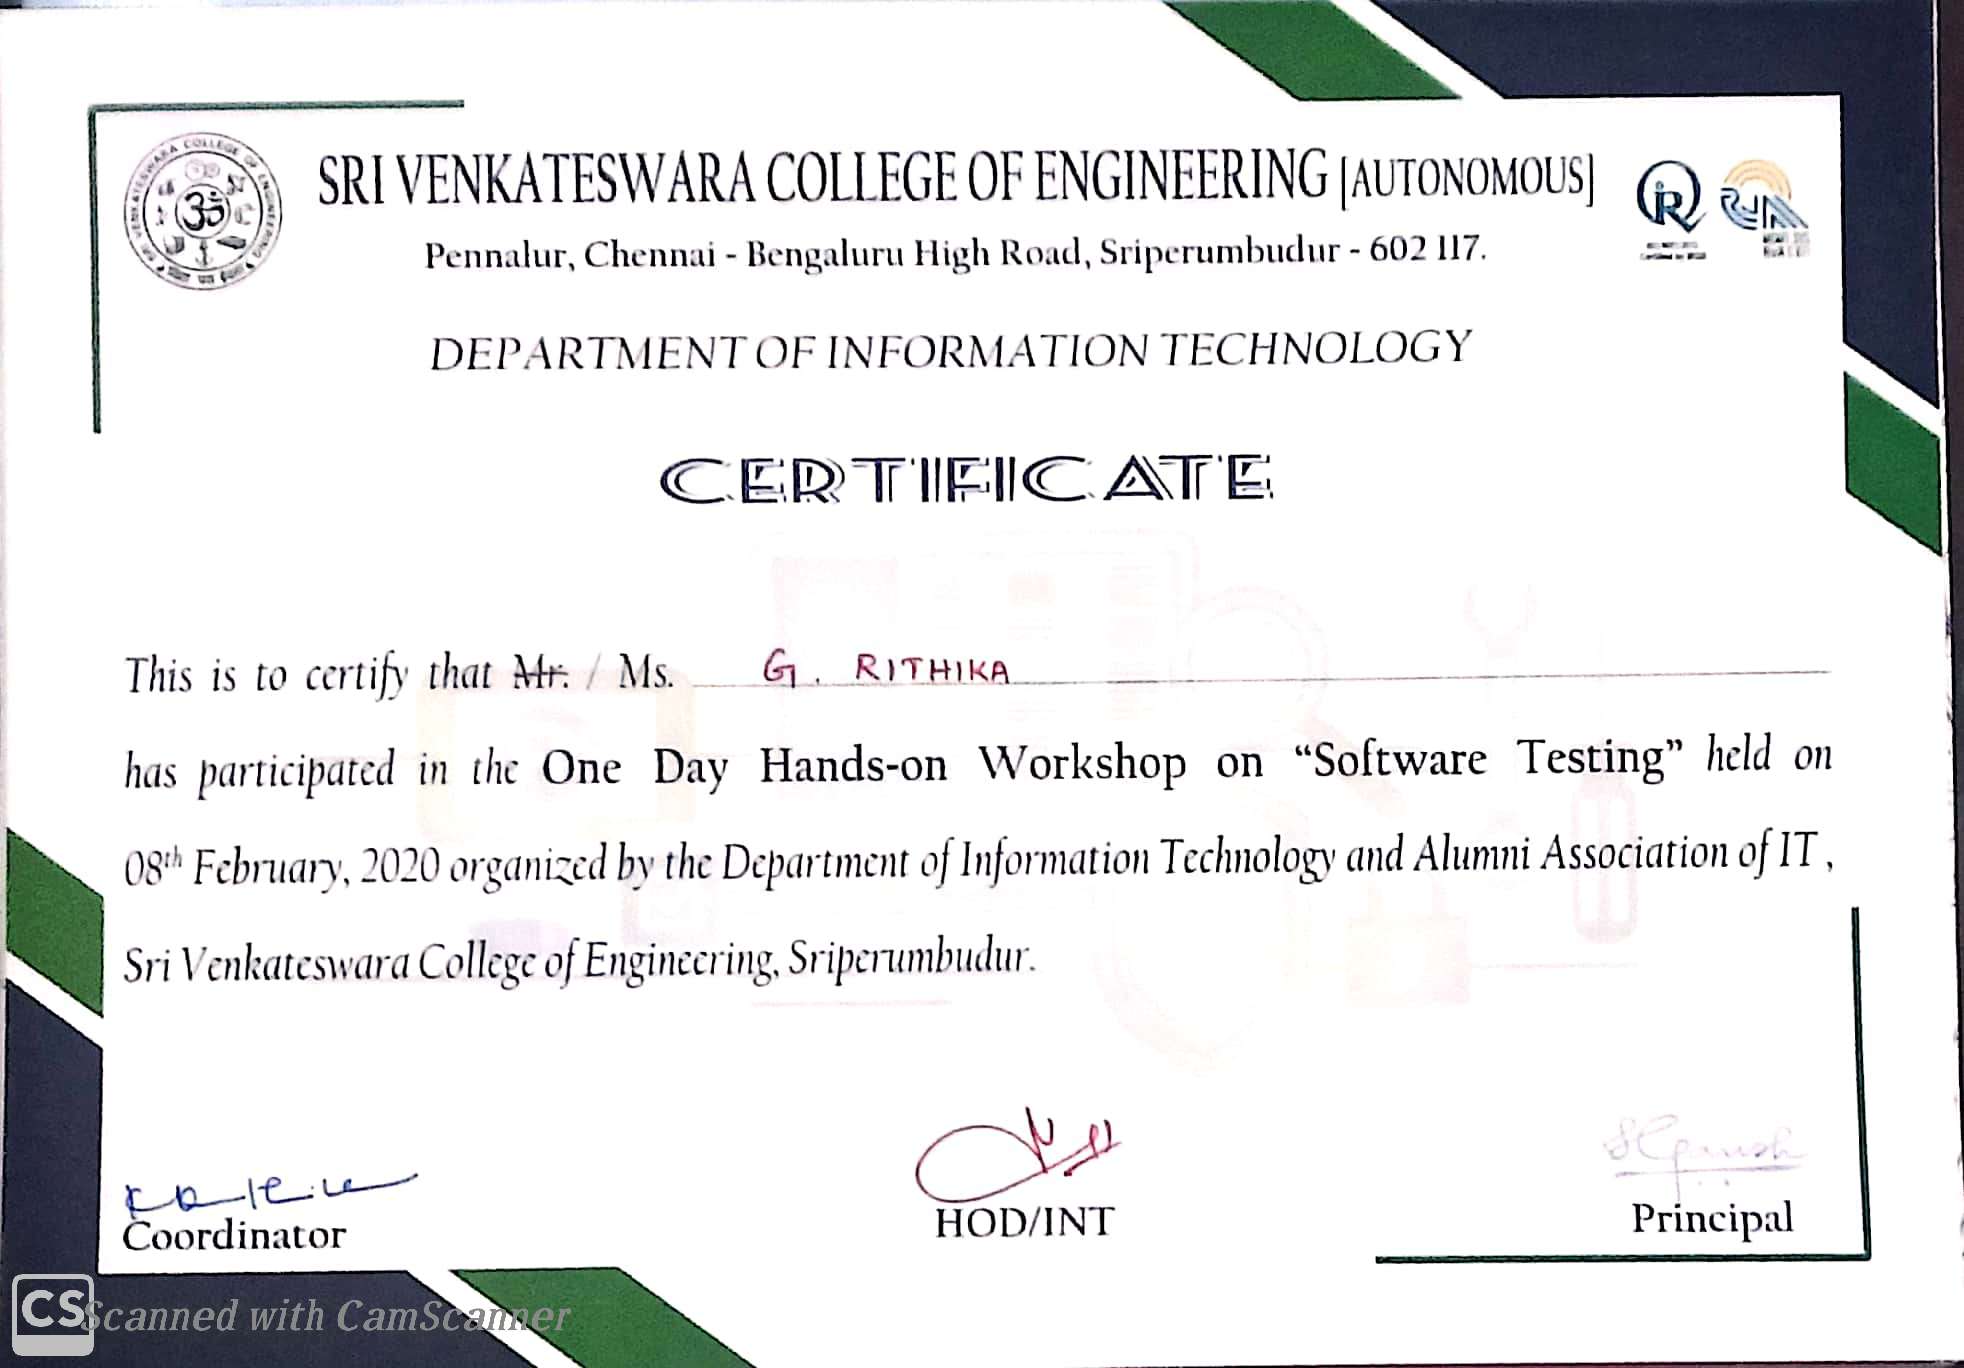 SRI VENKATESWARA COLLEGE OF ENGINEERING [AUTONOMOUS]
Pennalur, Chennai - Bengaluru High Road, Sriperumbudur - 602 117.
DEPARTMENT OF INFORMATION TECHNOLOGY
CERTIFICATE
This is to certify that Mr. / Ms. G. RITHIKA
has participated in the One Day Hands-on Workshop on “Software Testing” held on
08th February, 2020 organized by the Department of Information Technology and Alumni Association of IT ,
Sri Venkateswara College of Engineering, Sriperumbudur.
Coordinator
HOD/INT
Principal
CS Scanned with CamScanner